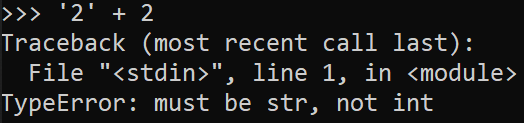 >>> '2' + 2
Traceback (most recent call last):
  File "<stdin>", line 1, in <module>
TypeError: must be str, not int